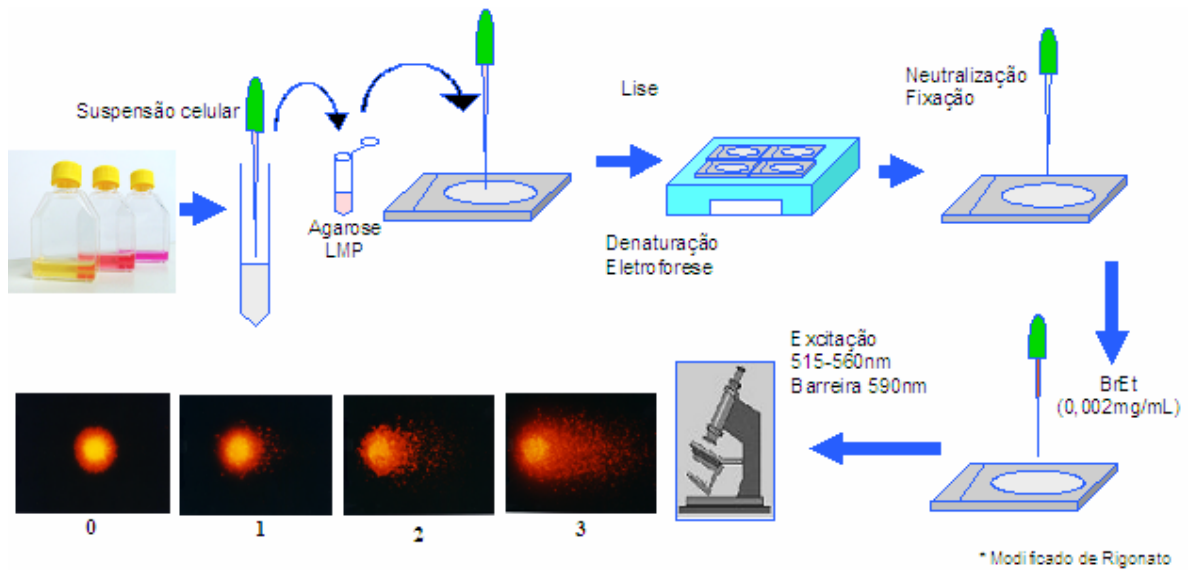 Suspensão celular
Agarose
LMP
Lise
Denaturação
Eletroforese
Neutralização
Fixação
BrEt
(0,002mg/mL)
Excitação
515-560nm
Barreira 590nm
0
1
2
3
* Modificado de Rigonato